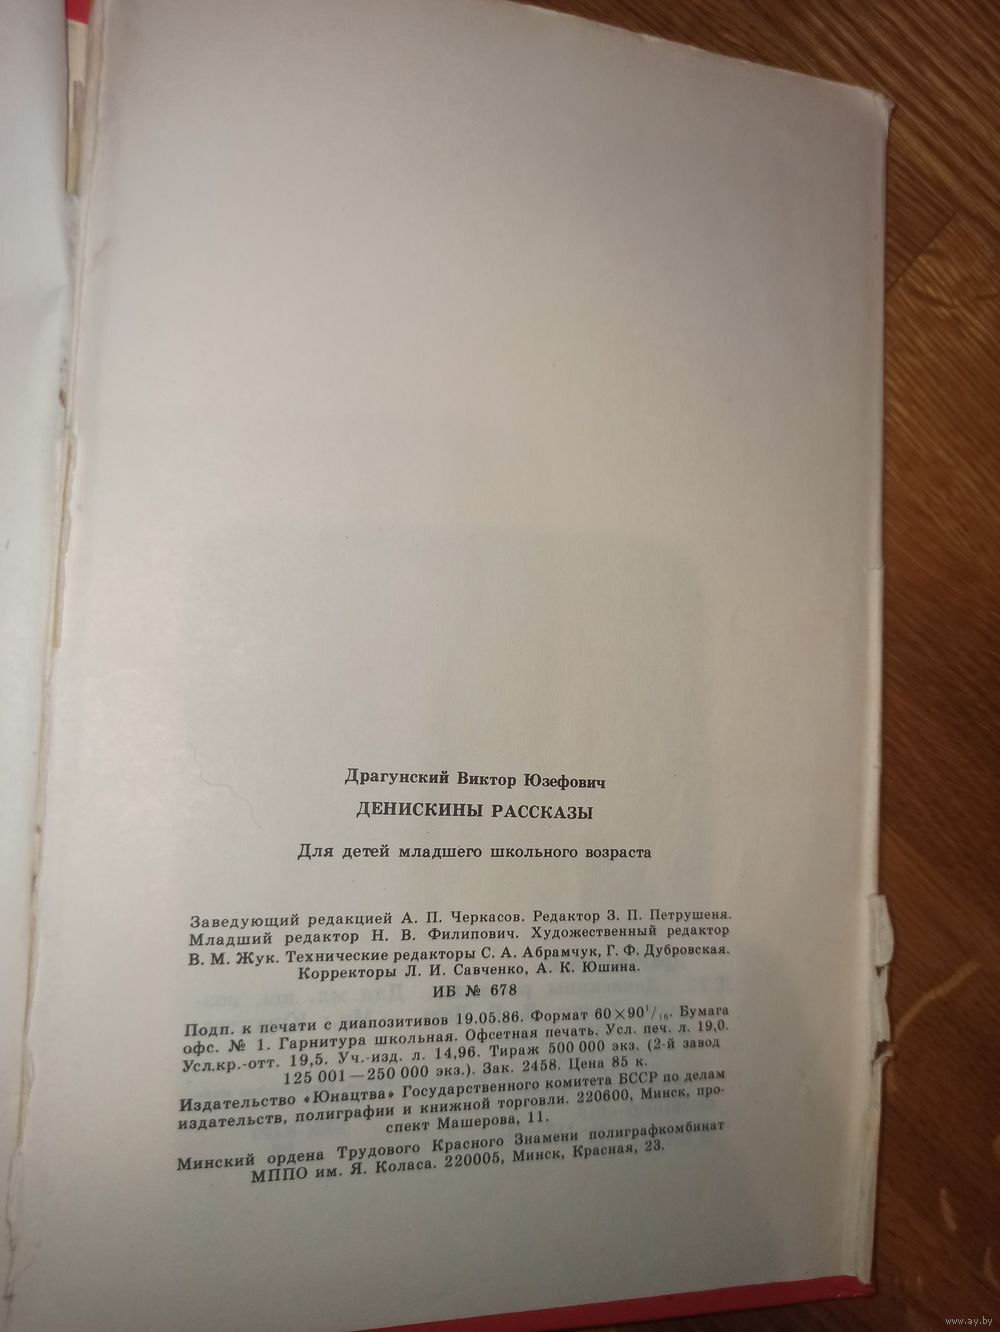 Драгунский Виктор Юзефович
ДЕНИСКИНЫ РАССКАЗЫ
Для детей младшего школьного возраста
Заведующий редакцией А. П. Черкасов. Редактор З. П. Петрушеня.
Младший редактор Н. В. Филипович. Художественный редактор
В. М. Жук. Технические редакторы С. А. Абрамчук, Г. Ф. Дубровская.
Корректоры Л. И. Савченко, А. К. Юшина.
ИБ № 678
Подп. к печати с диапозитивов 19.05.86. Формат 60×90¹/₁₆. Бумага
офс. № 1. Гарнитура школьная. Офсетная печать. Усл. печ. л. 19,0.
Усл.кр.-отт. 19,5. Уч.-изд. л. 14,96. Тираж 500 000 экз. (2-й завод
125 001—250 000 экз.). Зак. 2458. Цена 85 к.
Издательство «Юнацтва» Государственного комитета БССР по делам
издательств, полиграфии и книжной торговли. 220600, Минск, про-
спект Машерова, 11.
Минский ордена Трудового Красного Знамени полиграфкомбинат
МППО им. Я. Коласа. 220005, Минск, Красная, 23.
www.ay.by